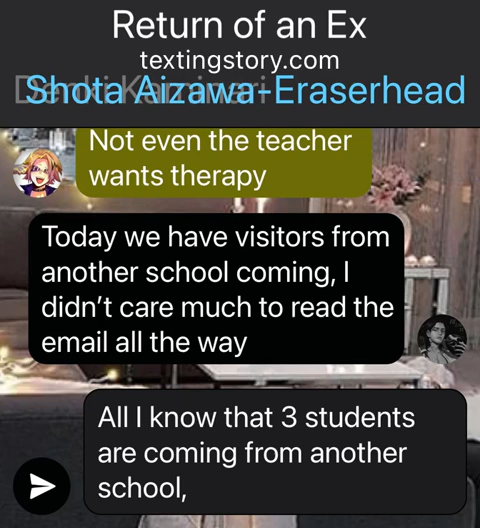 Return of an Ex
textingstory.com
Denki Kaminari
Shota Aizawa-Eraserhead
Not even the teacher
wants therapy
Today we have visitors from
another school coming, I
didn’t care much to read the
email all the way
All I know that 3 students
are coming from another
school,